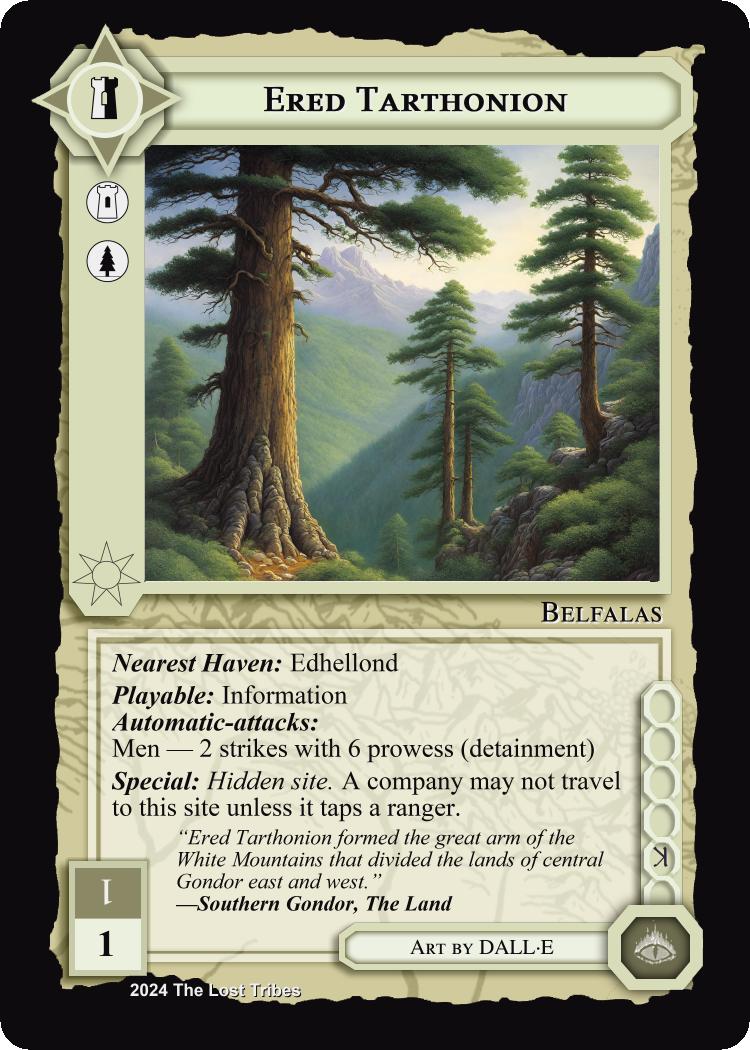 Ered Tarthonion
Belfalas
Nearest Haven: Edhellond
Playable: Information
Automatic-attacks:
Men — 2 strikes with 6 prowess (detainment)
Special: Hidden site. A company may not travel
to this site unless it taps a ranger.
“Ered Tarthonion formed the great arm of the
White Mountains that divided the lands of central
Gondor east and west.”
—Southern Gondor, The Land
K
1
1
Art by DALL·E
2024 The Lost Tribes